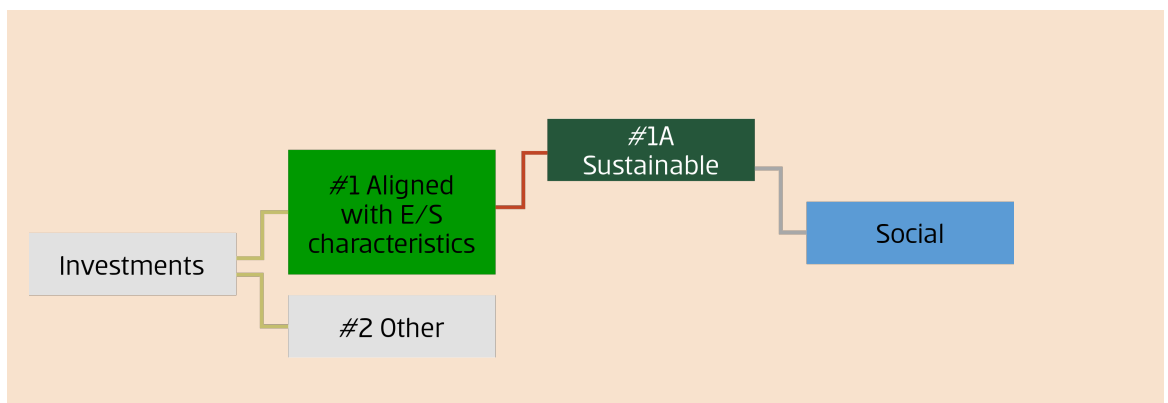 #1A
Sustainable
#1 Aligned
with E/S
characteristics
Social
Investments
#2 Other